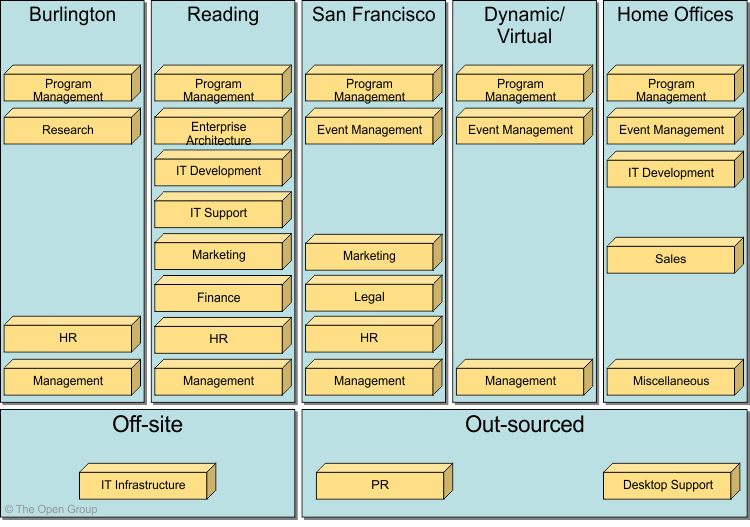 Burlington
Program
Management
Research
HR
Management
Reading
Program
Management
Enterprise
Architecture
IT Development
IT Support
Marketing
Finance
HR
Management
San Francisco
Program
Management
Event Management
Marketing
Legal
HR
Management
Dynamic/
Virtual
Program
Management
Event Management
Management
Home Offices
Program
Management
Event Management
IT Development
Sales
Miscellaneous
Off-site
IT Infrastructure
© The Open Group
Out-sourced
PR
Desktop Support